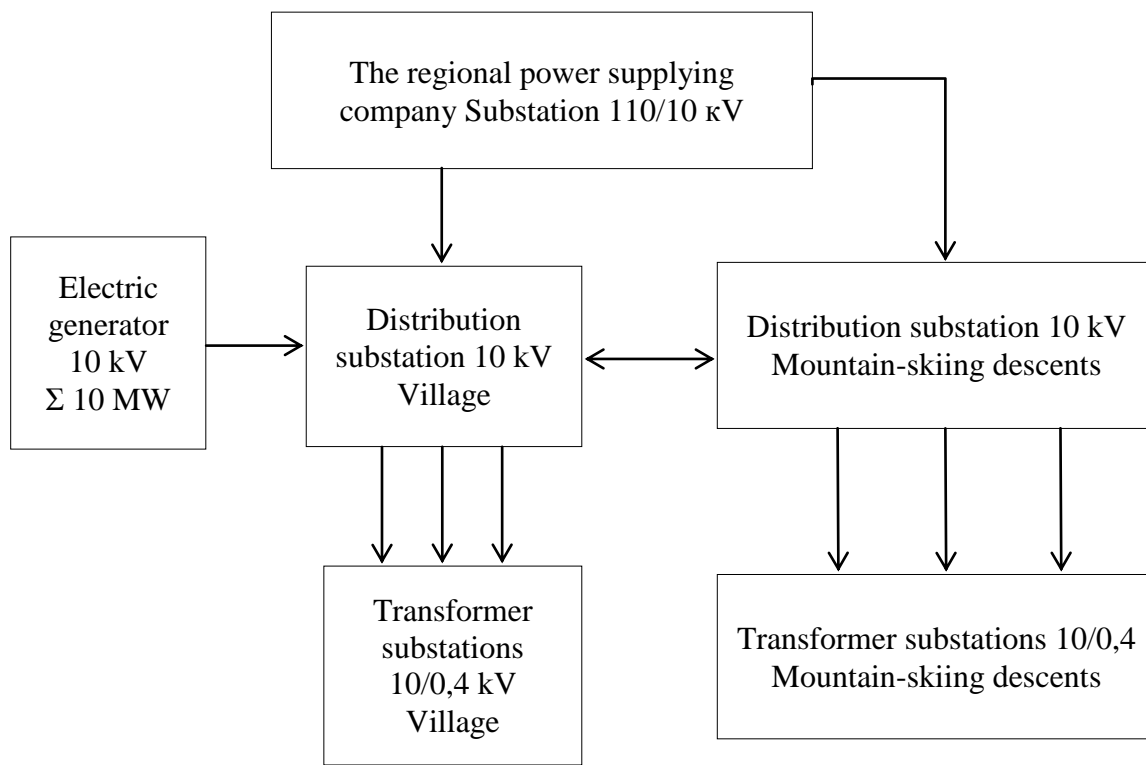 The regional power supplying
company Substation 110/10 кV
Electric
generator
10 kV
Σ 10 MW
Distribution
substation 10 kV
Village
Distribution substation 10 kV
Mountain-skiing descents
Transformer
substations
10/0,4 kV
Village
Transformer substations 10/0,4
Mountain-skiing descents